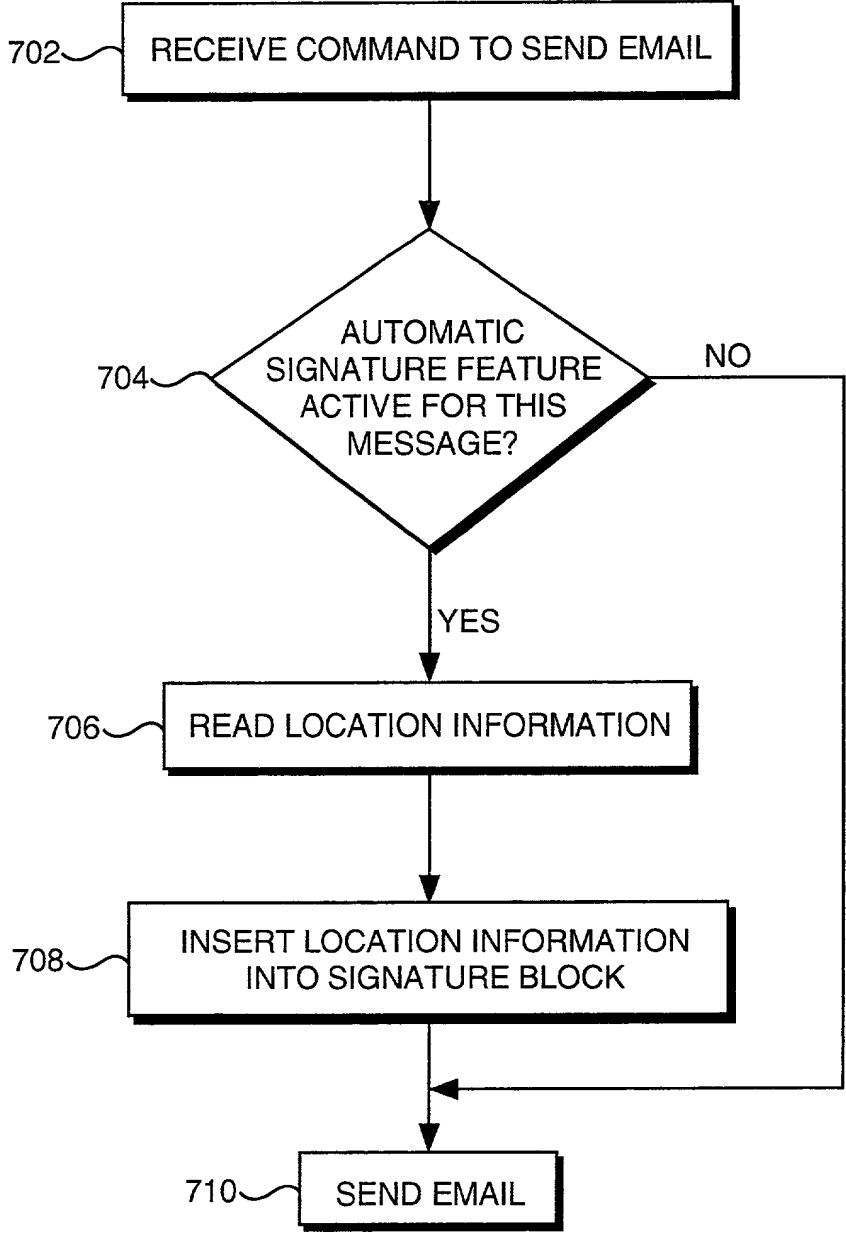 702
RECEIVE COMMAND TO SEND EMAIL
704
AUTOMATIC
SIGNATURE FEATURE
ACTIVE FOR THIS
MESSAGE?
NO
YES
706
READ LOCATION INFORMATION
708
INSERT LOCATION INFORMATION
INTO SIGNATURE BLOCK
710
SEND EMAIL